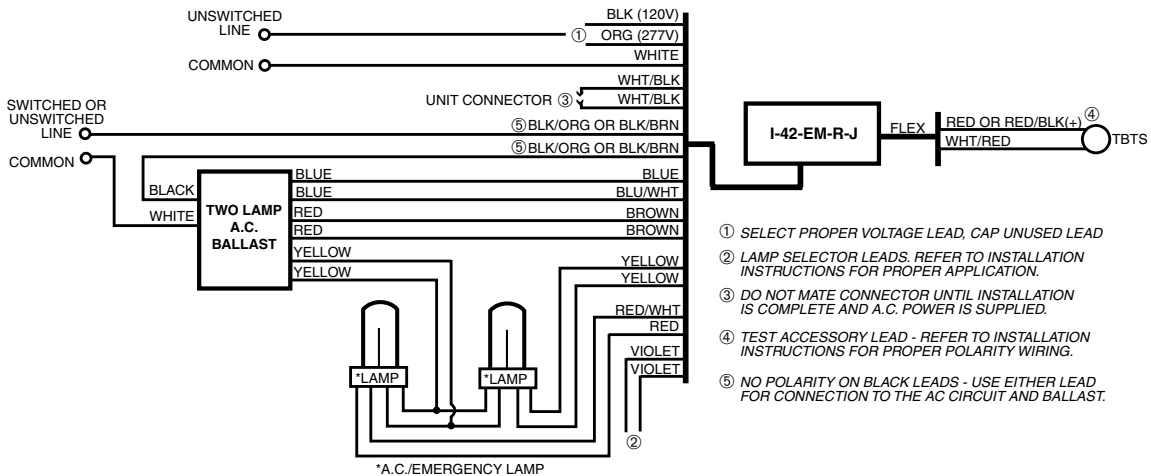 UNSWITCHED
LINE
BLK (120V)
① ORG (277V)
WHITE
COMMON
WHT/BLK
UNIT CONNECTOR ③ WHT/BLK
SWITCHED OR
UNSWITCHED
LINE
⑤ BLK/ORG OR BLK/BRN
⑤ BLK/ORG OR BLK/BRN
COMMON
I-42-EM-R-J
FLEX
RED OR RED/BLK(+) ④
WHT/RED
TBTS
BLACK
WHITE
TWO LAMP
A.C.
BALLAST
BLUE BLUE
BLUE BLU/WHT
RED BROWN
RED BROWN
YELLOW
YELLOW
YELLOW
YELLOW
RED/WHT
RED
VIOLET
VIOLET
*LAMP *LAMP
②
*A.C./EMERGENCY LAMP
① SELECT PROPER VOLTAGE LEAD, CAP UNUSED LEAD
② LAMP SELECTOR LEADS. REFER TO INSTALLATION
INSTRUCTIONS FOR PROPER APPLICATION.
③ DO NOT MATE CONNECTOR UNTIL INSTALLATION
IS COMPLETE AND A.C. POWER IS SUPPLIED.
④ TEST ACCESSORY LEAD - REFER TO INSTALLATION
INSTRUCTIONS FOR PROPER POLARITY WIRING.
⑤ NO POLARITY ON BLACK LEADS - USE EITHER LEAD
FOR CONNECTION TO THE AC CIRCUIT AND BALLAST.